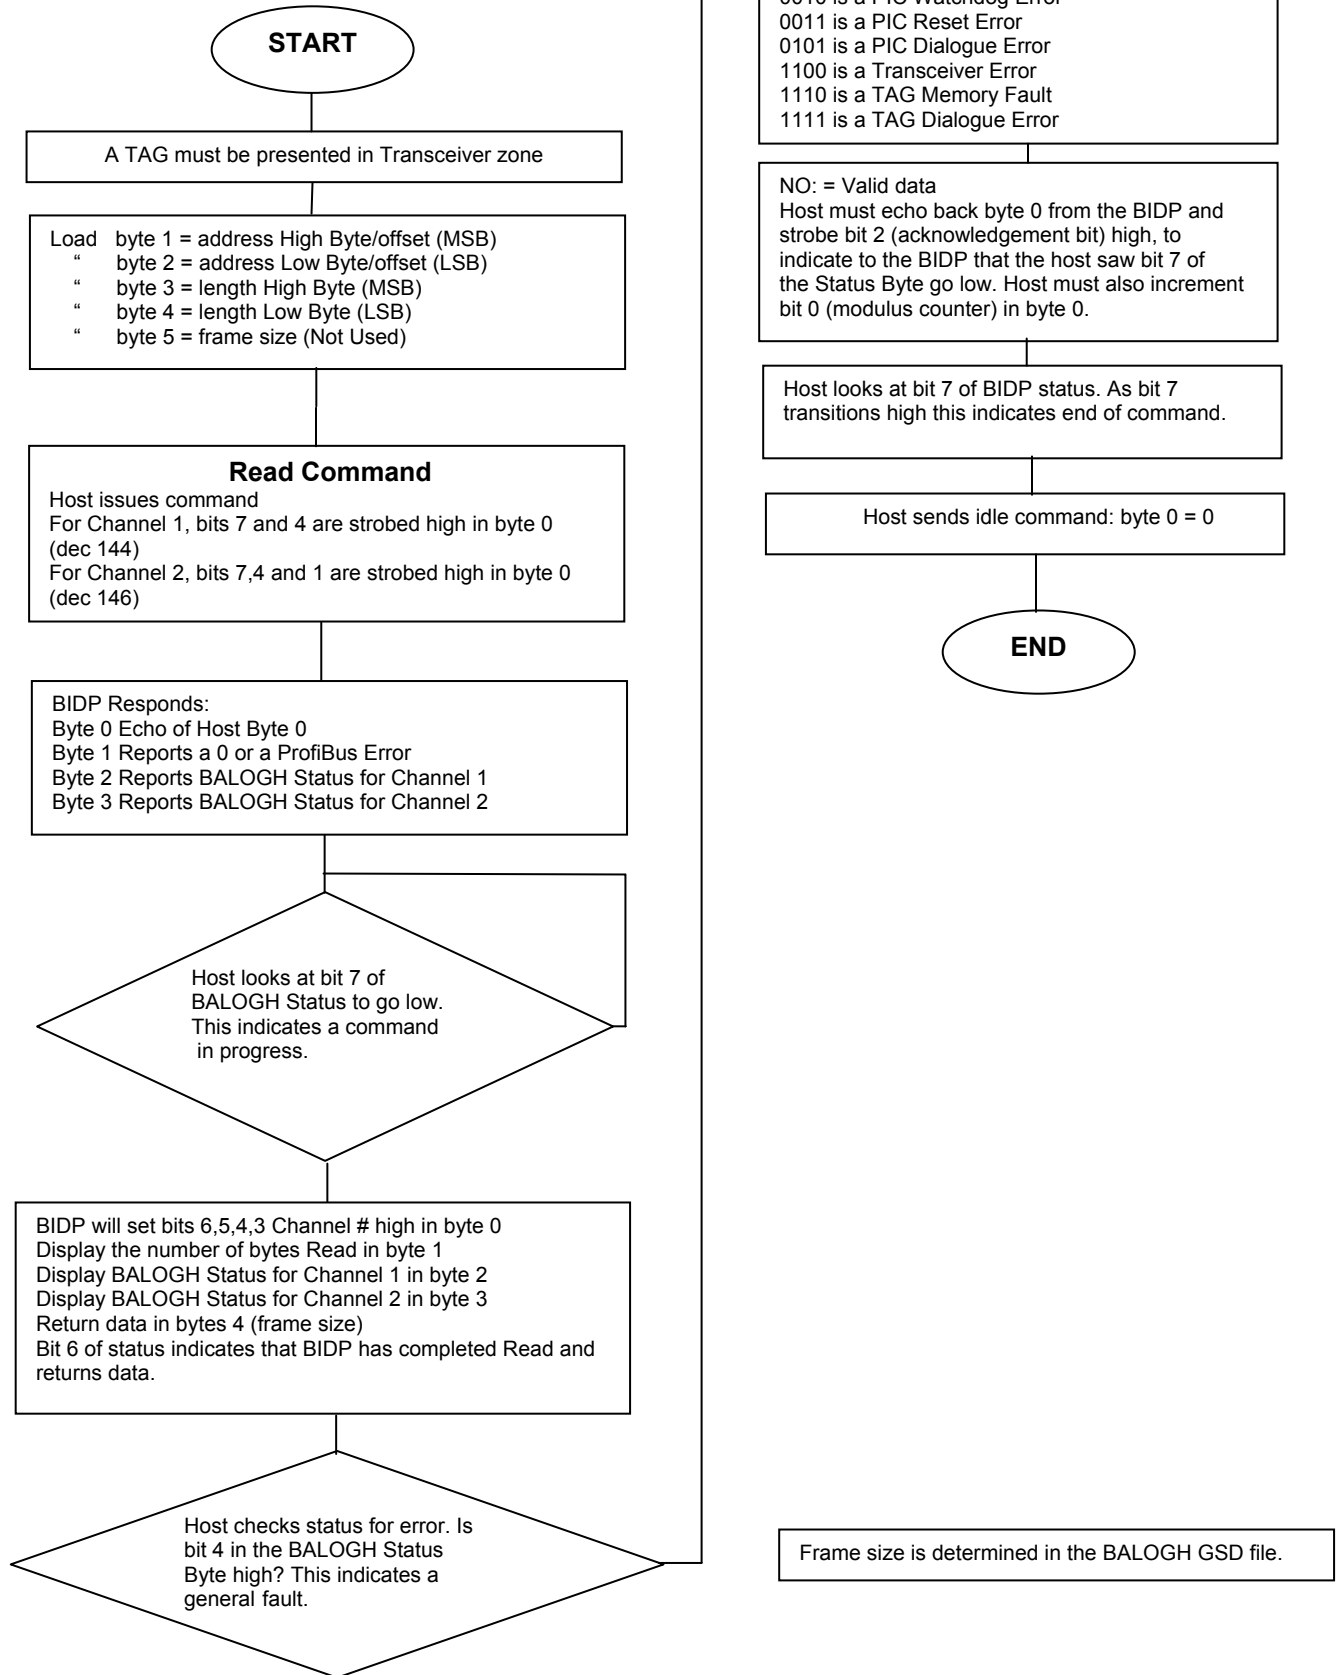 START
A TAG must be presented in Transceiver zone
Load byte 1 = address High Byte/offset (MSB)
“ byte 2 = address Low Byte/offset (LSB)
“ byte 3 = length High Byte (MSB)
“ byte 4 = length Low Byte (LSB)
“ byte 5 = frame size (Not Used)
Read Command
Host issues command
For Channel 1, bits 7 and 4 are strobed high in byte 0
(dec 144)
For Channel 2, bits 7,4 and 1 are strobed high in byte 0
(dec 146)
BIDP Responds:
Byte 0 Echo of Host Byte 0
Byte 1 Reports a 0 or a ProfiBus Error
Byte 2 Reports BALOGH Status for Channel 1
Byte 3 Reports BALOGH Status for Channel 2
Host looks at bit 7 of
BALOGH Status to go low.
This indicates a command
in progress.
BIDP will set bits 6,5,4,3 Channel # high in byte 0
Display the number of bytes Read in byte 1
Display BALOGH Status for Channel 1 in byte 2
Display BALOGH Status for Channel 2 in byte 3
Return data in bytes 4 (frame size)
Bit 6 of status indicates that BIDP has completed Read and
returns data.
Host checks status for error. Is
bit 4 in the BALOGH Status
Byte high? This indicates a
general fault.
0010 is a PIC Watchdog Error
0011 is a PIC Reset Error
0101 is a PIC Dialogue Error
1100 is a Transceiver Error
1110 is a TAG Memory Fault
1111 is a TAG Dialogue Error
NO: = Valid data
Host must echo back byte 0 from the BIDP and
strobe bit 2 (acknowledgement bit) high, to
indicate to the BIDP that the host saw bit 7 of
the Status Byte go low. Host must also increment
bit 0 (modulus counter) in byte 0.
Host looks at bit 7 of BIDP status. As bit 7
transitions high this indicates end of command.
Host sends idle command: byte 0 = 0
END
Frame size is determined in the BALOGH GSD file.